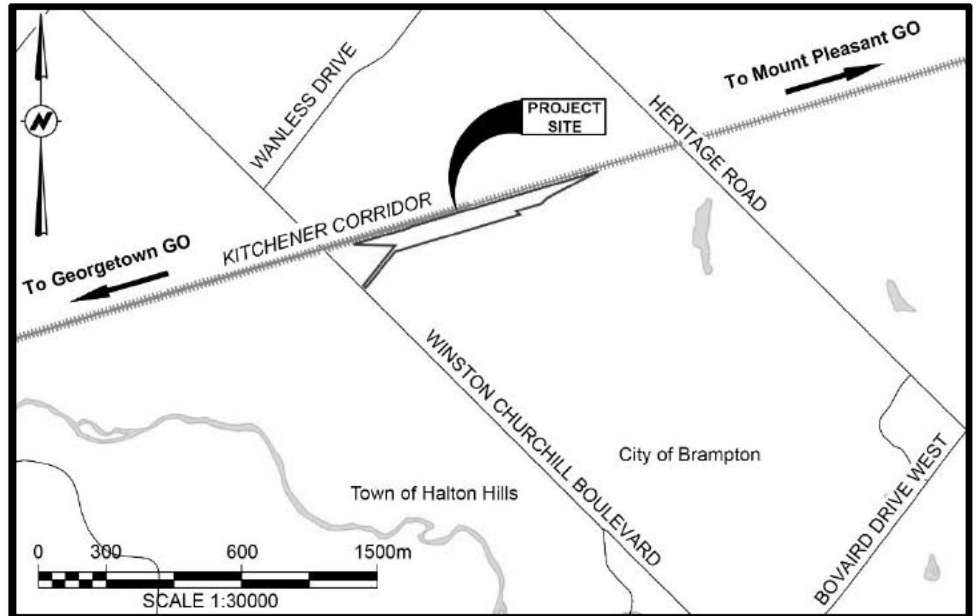 To Mount Pleasant GO
WANLESS DRIVE
PROJECT
SITE
HERITAGE ROAD
N
KITCHENER CORRIDOR
To Georgetown GO
WINSTON CHURCHILL BOULEVARD
City of Brampton
Town of Halton Hills
BOVAIRD DRIVE WEST
0 300 600 1500m
SCALE 1:30000